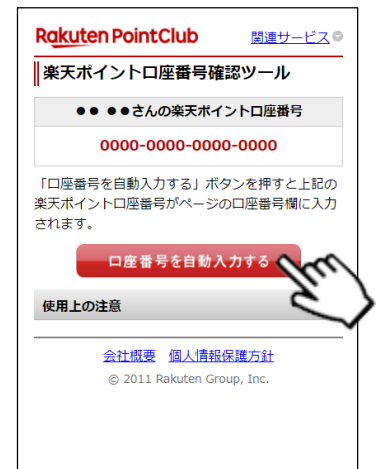 Rakuten PointClub 関連サービス
楽天ポイント口座番号確認ツール
●● ●●さんの楽天ポイント口座番号
0000-0000-0000-0000
「口座番号を自動入力する」ボタンを押すと上記の
楽天ポイント口座番号がページの口座番号欄に入力
されます。
口座番号を自動入力する
使用上の注意
会社概要 個人情報保護方針
© 2011 Rakuten Group, Inc.